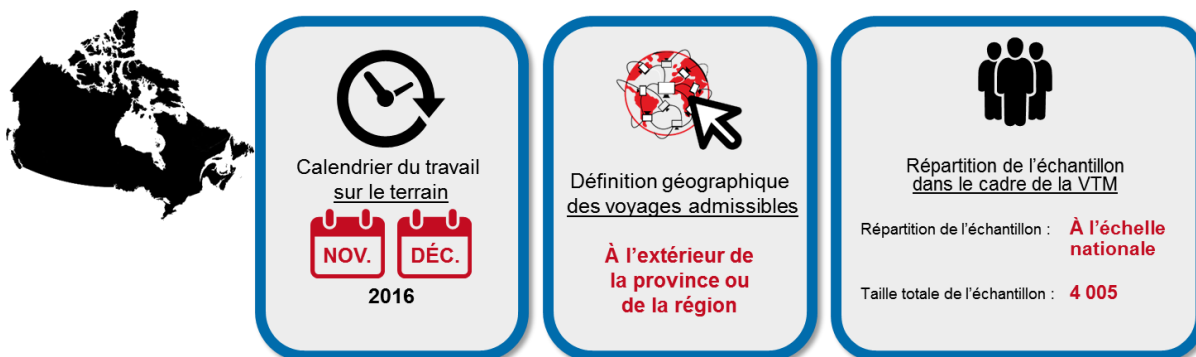 Calendrier du travail
sur le terrain
NOV. DÉC.
2016
Définition géographique
des voyages admissibles
À l'extérieur de
la province ou
de la région
Répartition de l'échantillon
dans le cadre de la VTM
Répartition de l'échantillon : À l'échelle
nationale
Taille totale de l'échantillon : 4 005